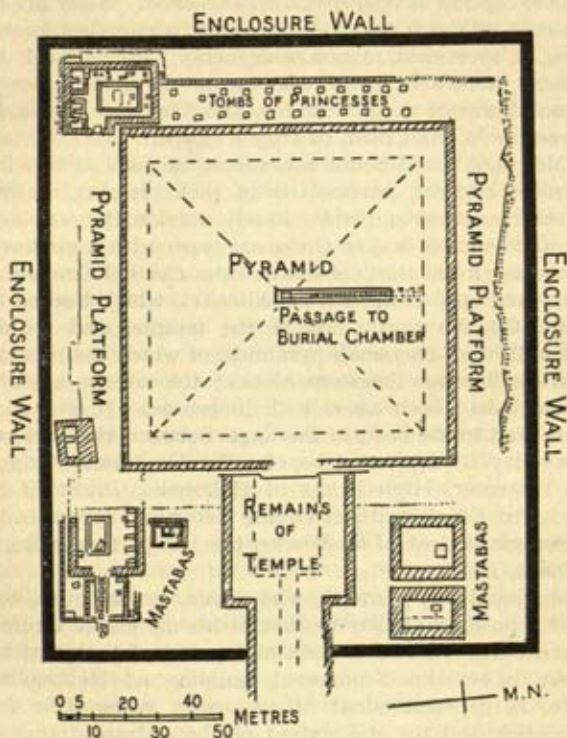 ENCLOSURE WALL
TOMBS OF PRINCESSES
ENCLOSURE WALL
PYRAMID PLATFORM
PYRAMID
PASSAGE TO
BURIAL CHAMBER
PYRAMID PLATFORM
ENCLOSURE WALL
REMAINS
OF
TEMPLE
MASTABAS
MASTABAS
M.N.
0 5 20 40
10 30 50
METRES